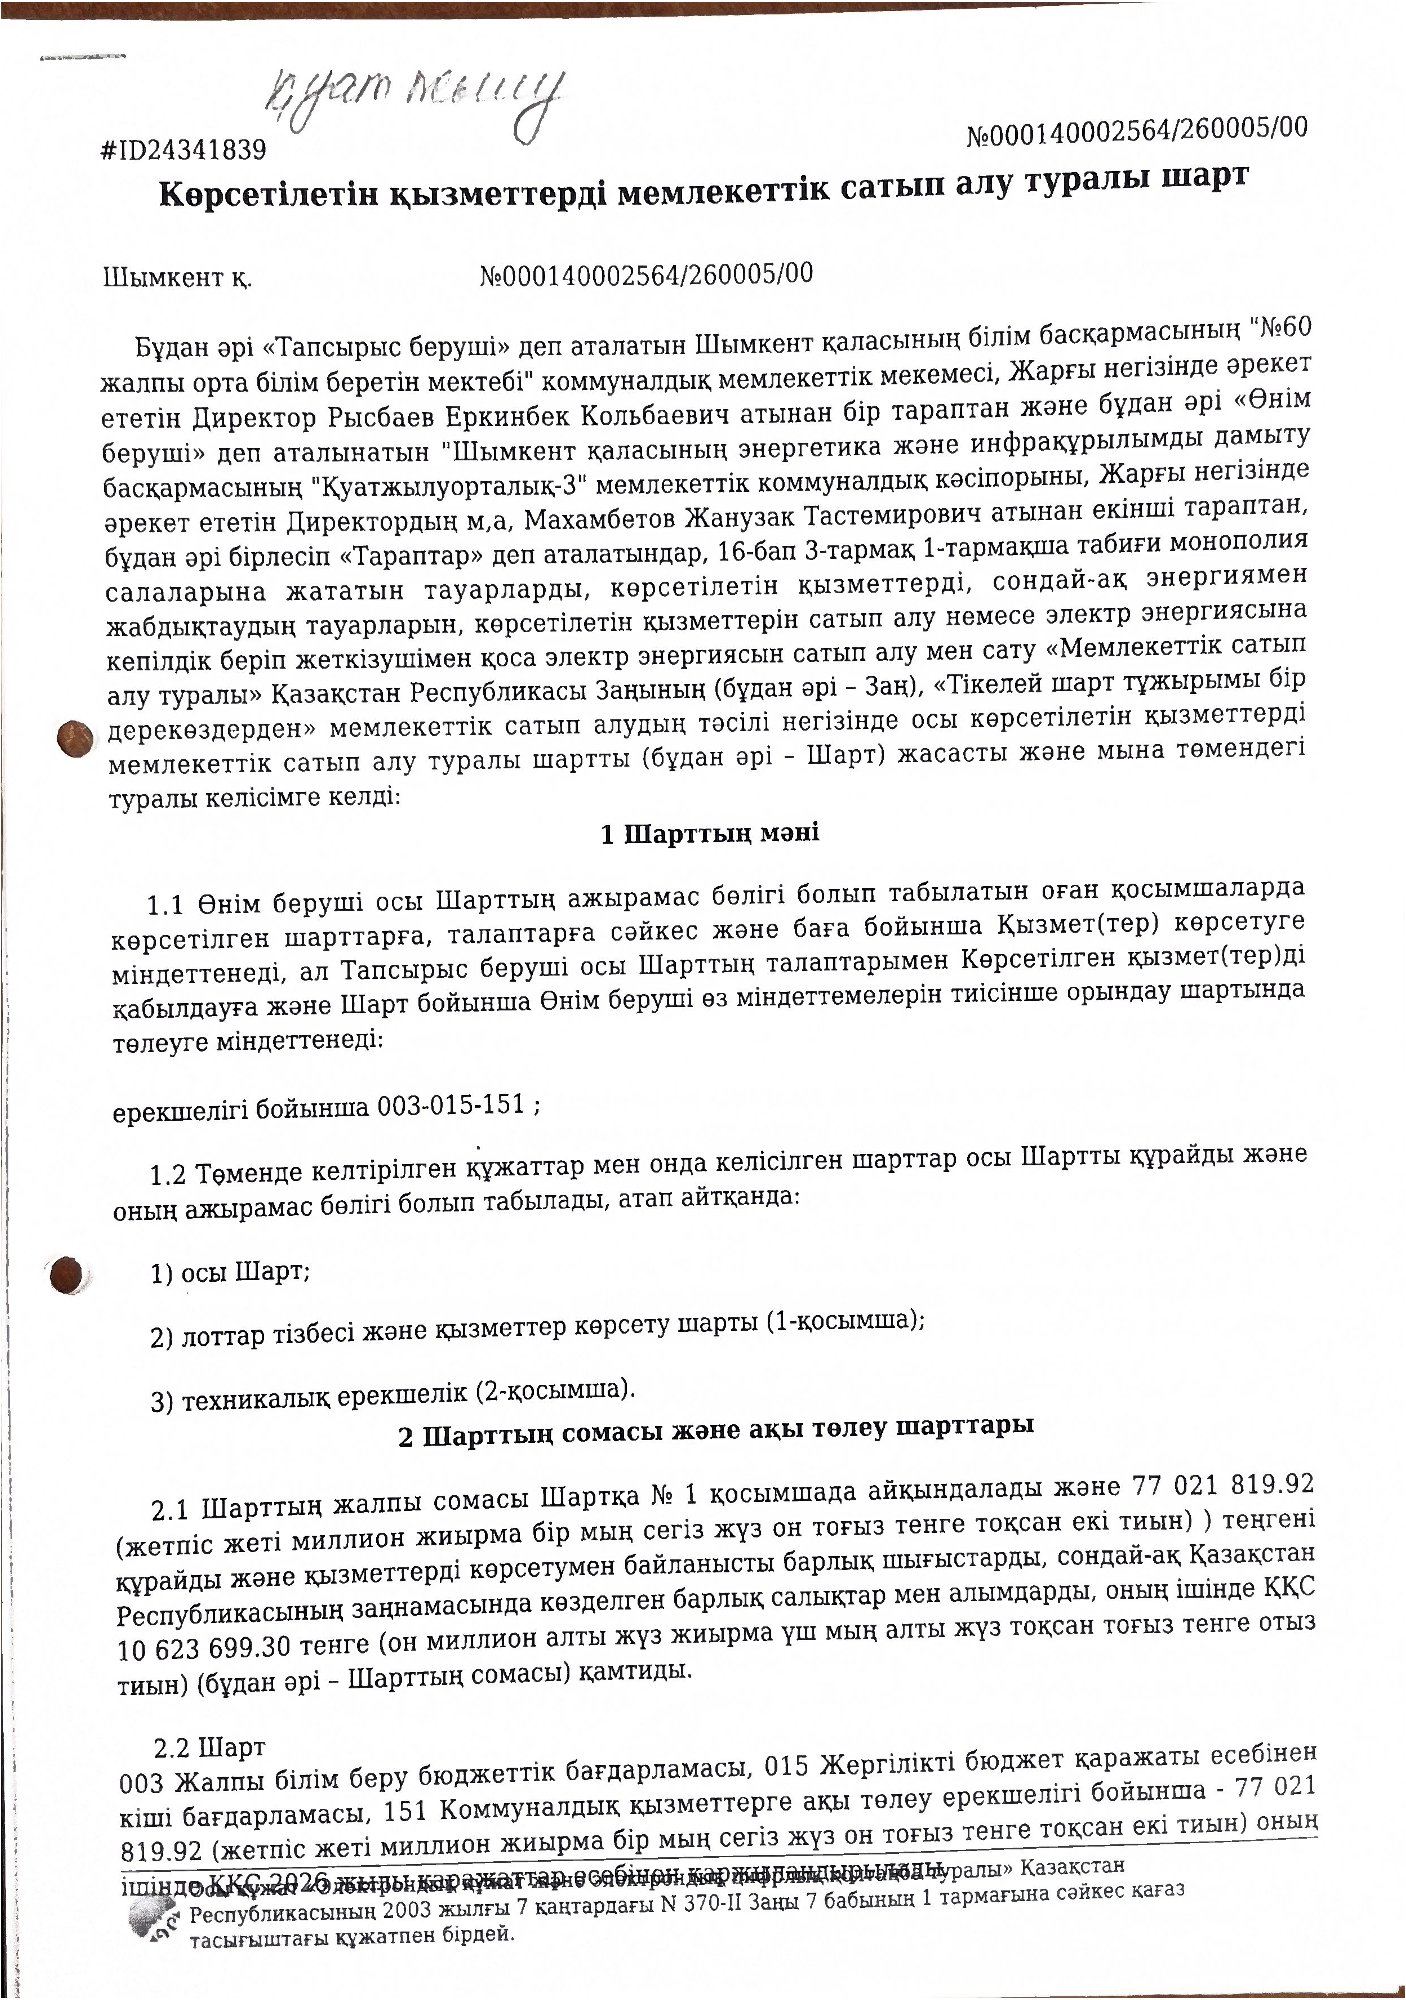 қуат жылу
#ID24341839
№000140002564/260005/00
Көрсетілетін қызметтерді мемлекеттік сатып алу туралы шарт
Шымкент қ.
№000140002564/260005/00
Бұдан әрі «Тапсырыс беруші» деп аталатын Шымкент қаласының білім басқармасының "№60
жалпы орта білім беретін мектебі" коммуналдық мемлекеттік мекемесі, Жарғы негізінде әрекет
ететін Директор Рысбаев Еркинбек Кольбаевич атынан бір тараптан және бұдан әрі «Өнім
беруші» деп аталынатын "Шымкент қаласының энергетика және инфрақұрылымды дамыту
басқармасының "Қуатжылуорталық-3" мемлекеттік коммуналдық кәсіпорыны, Жарғы негізінде
әрекет ететін Директордың м,а, Махамбетов Жанузак Тастемирович атынан екінші тараптан,
бұдан әрі бірлесіп «Тараптар» деп аталатындар, 16-бап 3-тармақ 1-тармақша табиғи монополия
салаларына жататын тауарларды, көрсетілетін қызметтерді, сондай-ақ энергиямен
жабдықтаудың тауарларын, көрсетілетін қызметтерін сатып алу немесе электр энергиясына
кепілдік беріп жеткізушімен қоса электр энергиясын сатып алу мен сату «Мемлекеттік сатып
алу туралы» Қазақстан Республикасы Заңының (бұдан әрі – Заң), «Тікелей шарт тұжырымы бір
дерекөздерден» мемлекеттік сатып алудың тәсілі негізінде осы көрсетілетін қызметтерді
мемлекеттік сатып алу туралы шартты (бұдан әрі – Шарт) жасасты және мына төмендегі
туралы келісімге келді:
1 Шарттың мәні
1.1 Өнім беруші осы Шарттың ажырамас бөлігі болып табылатын оған қосымшаларда
көрсетілген шарттарға, талаптарға сәйкес және баға бойынша Қызмет(тер) көрсетуге
міндеттенеді, ал Тапсырыс беруші осы Шарттың талаптарымен Көрсетілген қызмет(тер)ді
қабылдауға және Шарт бойынша Өнім беруші өз міндеттемелерін тиісінше орындау шартында
төлеуге міндеттенеді:
ерекшелігі бойынша 003-015-151 ;
1.2 Төменде келтірілген құжаттар мен онда келісілген шарттар осы Шартты құрайды және
оның ажырамас бөлігі болып табылады, атап айтқанда:
1) осы Шарт;
2) лоттар тізбесі және қызметтер көрсету шарты (1-қосымша);
3) техникалық ерекшелік (2-қосымша).
2 Шарттың сомасы және ақы төлеу шарттары
2.1 Шарттың жалпы сомасы Шартқа № 1 қосымшада айқындалады және 77 021 819.92
(жетпіс жеті миллион жиырма бір мың сегіз жүз он тоғыз тенге тоқсан екі тиын) ) теңгені
құрайды және қызметтерді көрсетумен байланысты барлық шығыстарды, сондай-ақ Қазақстан
Республикасының заңнамасында көзделген барлық салықтар мен алымдарды, оның ішінде ҚҚС
10 623 699.30 тенге (он миллион алты жүз жиырма үш мың алты жүз тоқсан тоғыз тенге отыз
тиын) (бұдан әрі – Шарттың сомасы) қамтиды.
2.2 Шарт
003 Жалпы білім беру бюджеттік бағдарламасы, 015 Жергілікті бюджет қаражаты есебінен
кіші бағдарламасы, 151 Коммуналдық қызметтерге ақы төлеу ерекшелігі бойынша - 77 021
819.92 (жетпіс жеті миллион жиырма бір мың сегіз жүз он тоғыз тенге тоқсан екі тиын) оның
ішінде ҚҚС 2026 жылы қаражаттар есебінен қаржыландырылады
Осы құжат «Электрондық құжат және электрондық цифрлық қолтаңба туралы» Қазақстан
Республикасының 2003 жылғы 7 қаңтардағы N 370-II Заңы 7 бабының 1 тармағына сәйкес қағаз
тасығыштағы құжатпен бірдей.